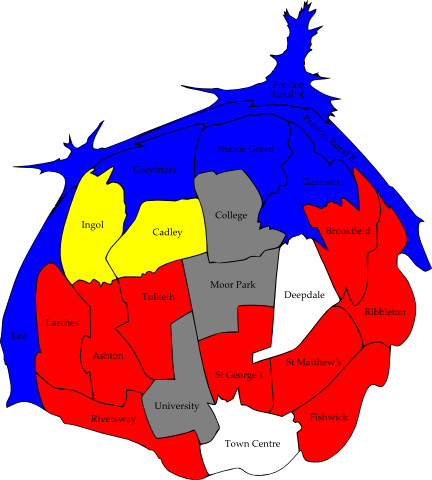 Preston
Rural N
Preston Rural E
Sharoe Green
Greyfriars
Garrison
College
Ingol
Cadley
Brookfield
Moor Park
Deepdale
Tulketh
Ribbleton
Larches
Lea
Ashton
St Matthew's
St George's
University
Fishwick
Riversway
Town Centre